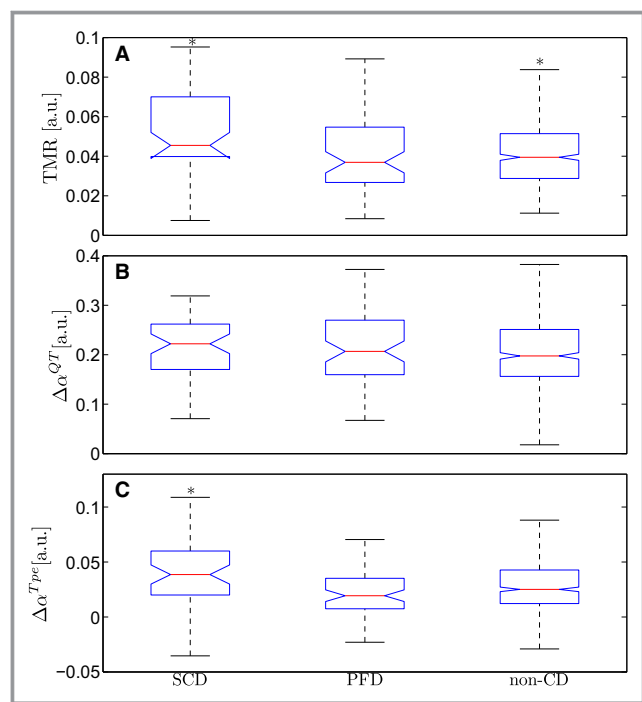 A
*
*
TMR [a.u.]
0.1
0.08
0.06
0.04
0.02
0
B
Δα^{QT}[a.u.]
0.4
0.3
0.2
0.1
0
C
*
Δα^{Tpe}[a.u.]
0.1
0.05
0
−0.05
SCD PFD non-CD